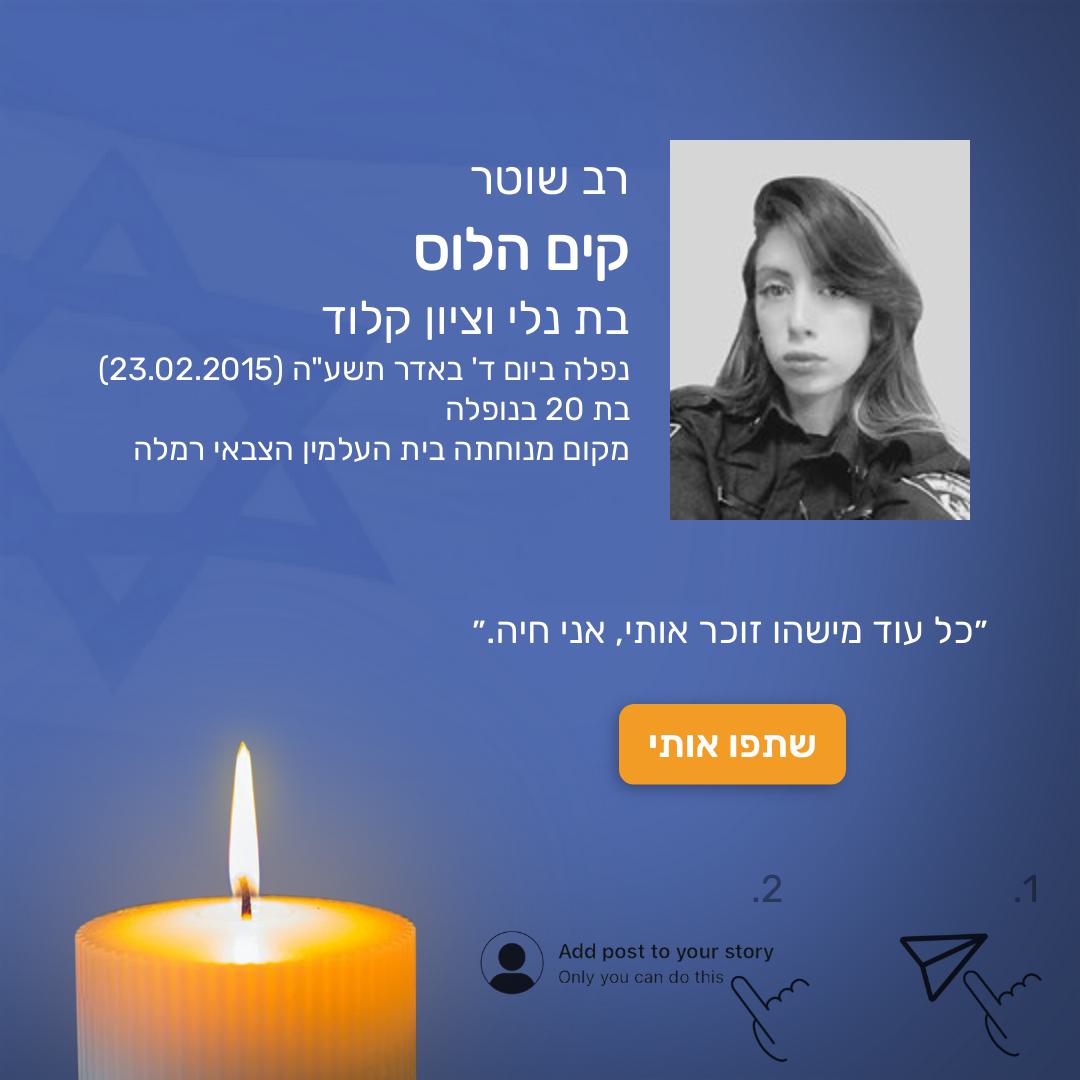 רב שוטר
קים הלוס
בת נלי וציון קלוד
נפלה ביום ד' באדר תשע"ה (23.02.2015)
בת 20 בנופלה
מקום מנוחתה בית העלמין הצבאי רמלה
״כל עוד מישהו זוכר אותי, אני חיה.״
שתפו אותי
1.
2.
Add post to your story
Only you can do this